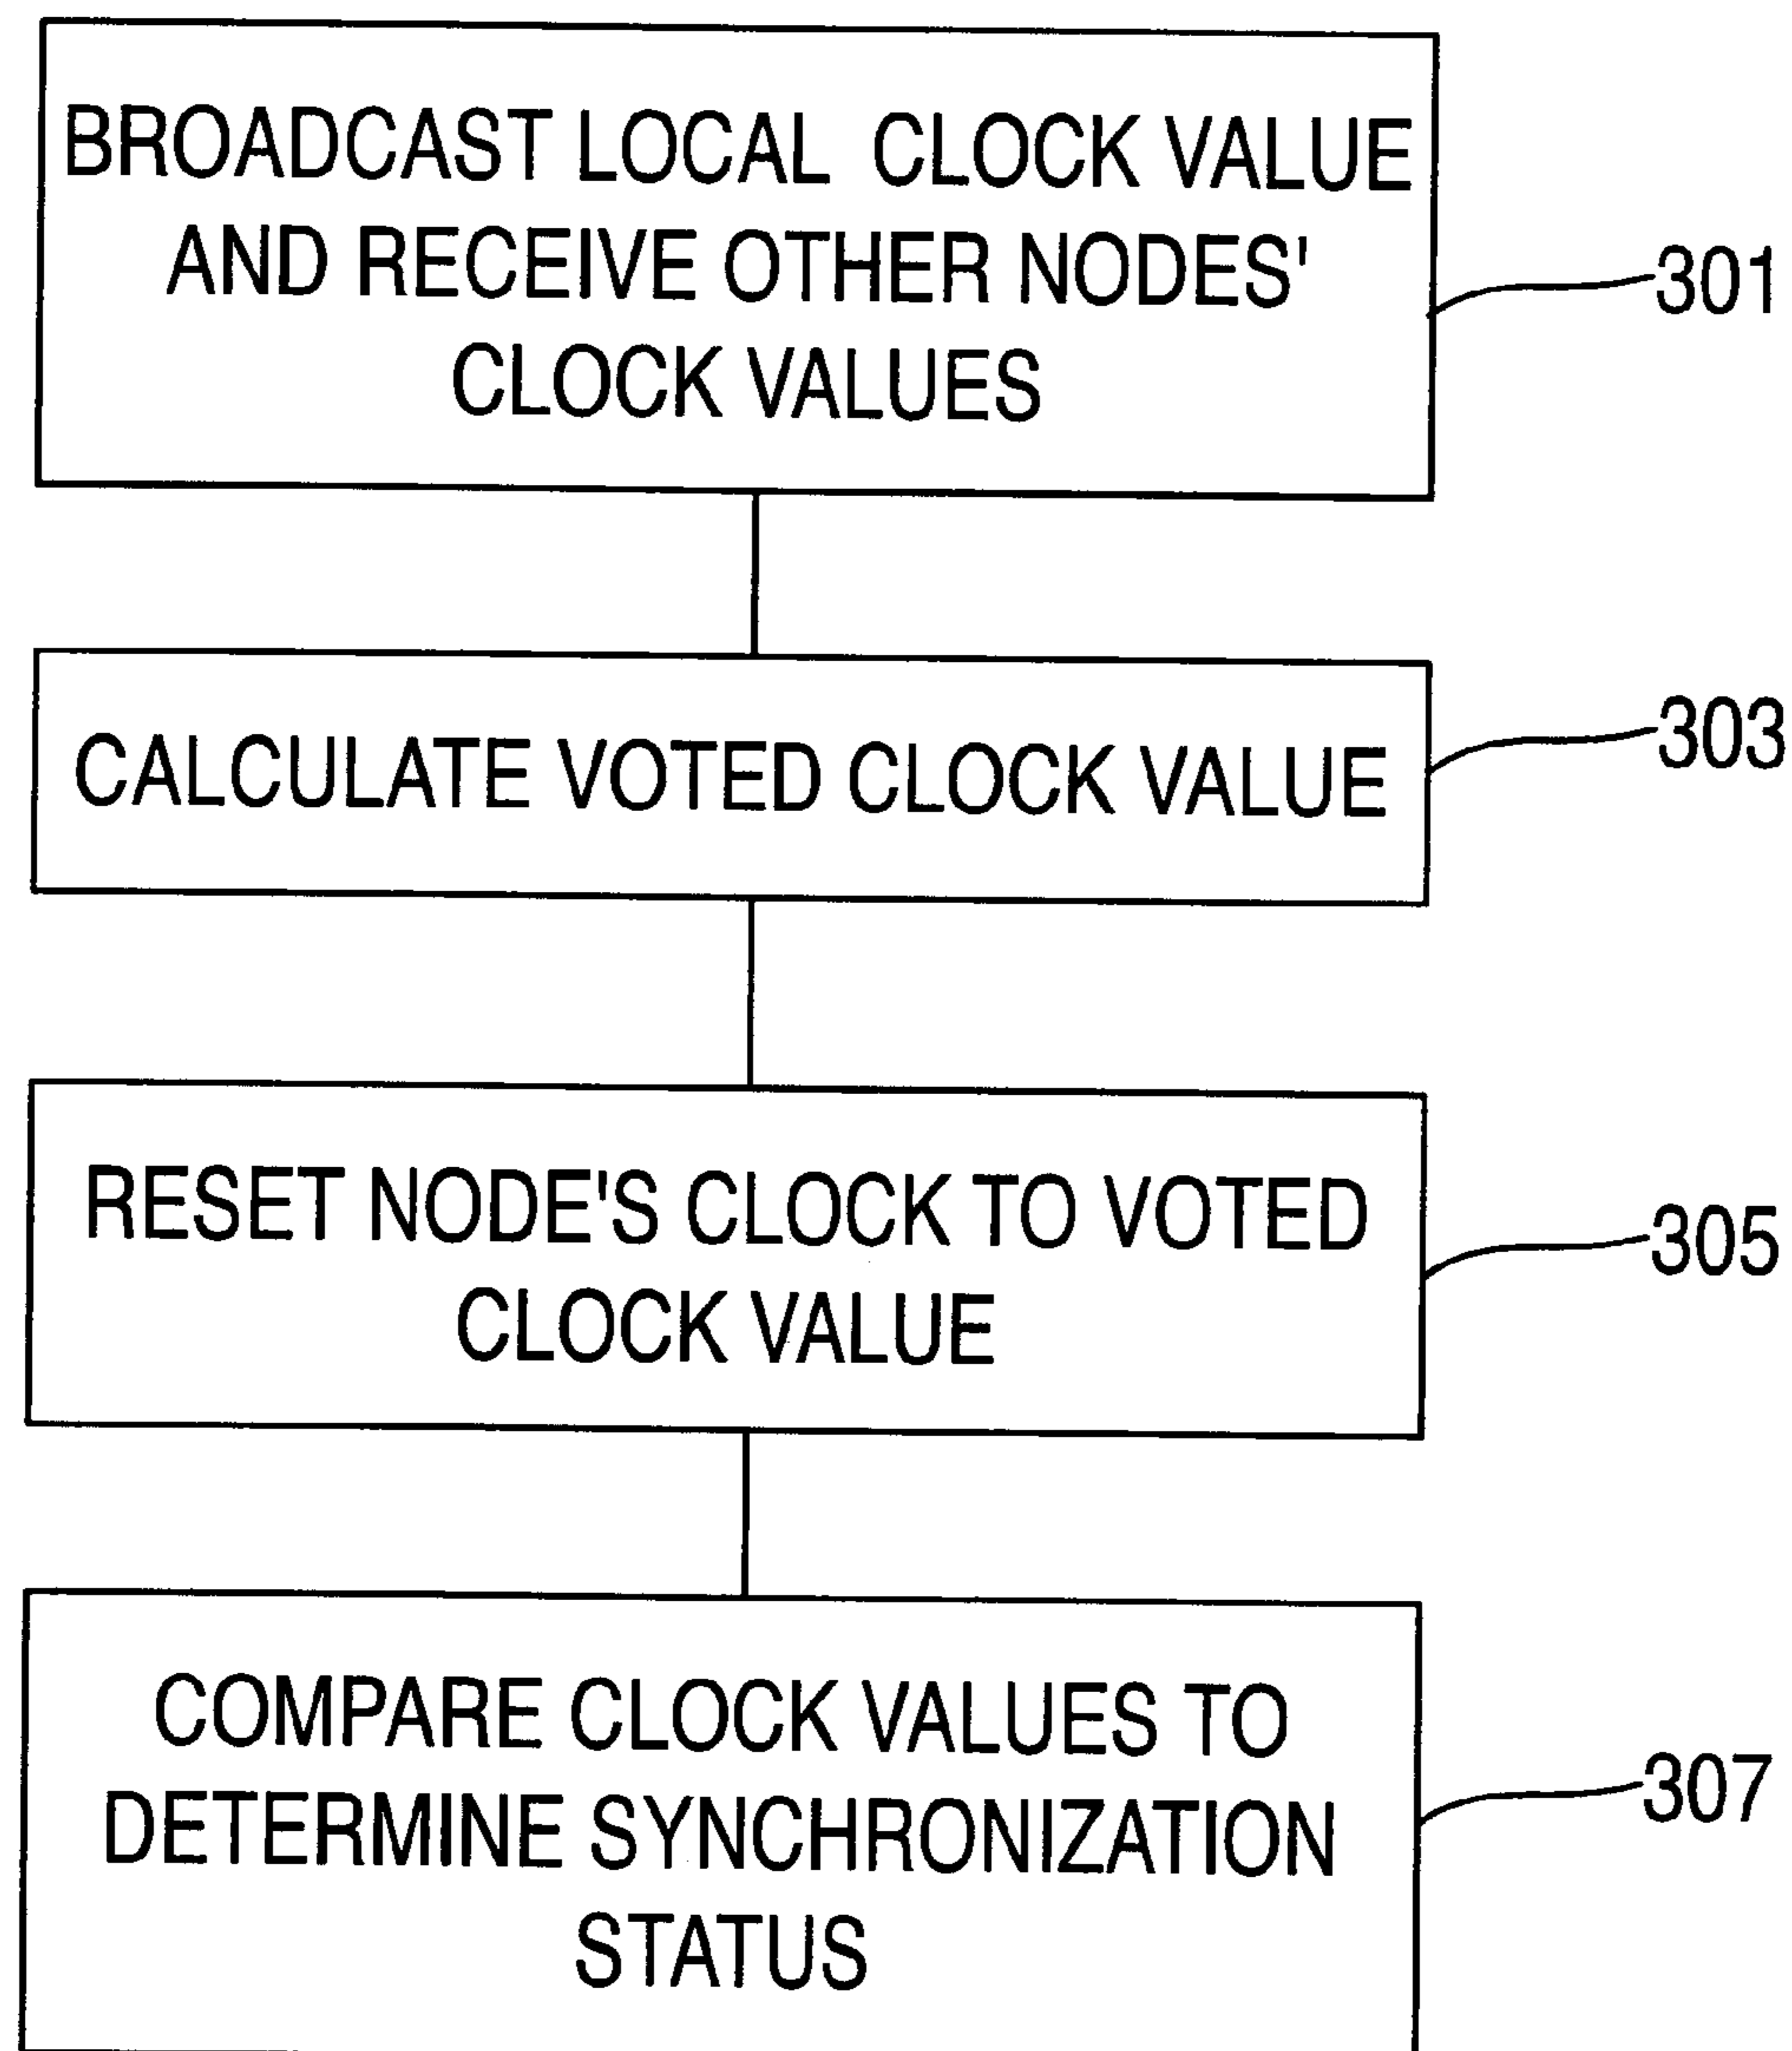 BROADCAST LOCAL CLOCK VALUE
AND RECEIVE OTHER NODES'
CLOCK VALUES
301
CALCULATE VOTED CLOCK VALUE
303
RESET NODE'S CLOCK TO VOTED
CLOCK VALUE
305
COMPARE CLOCK VALUES TO
DETERMINE SYNCHRONIZATION
STATUS
307